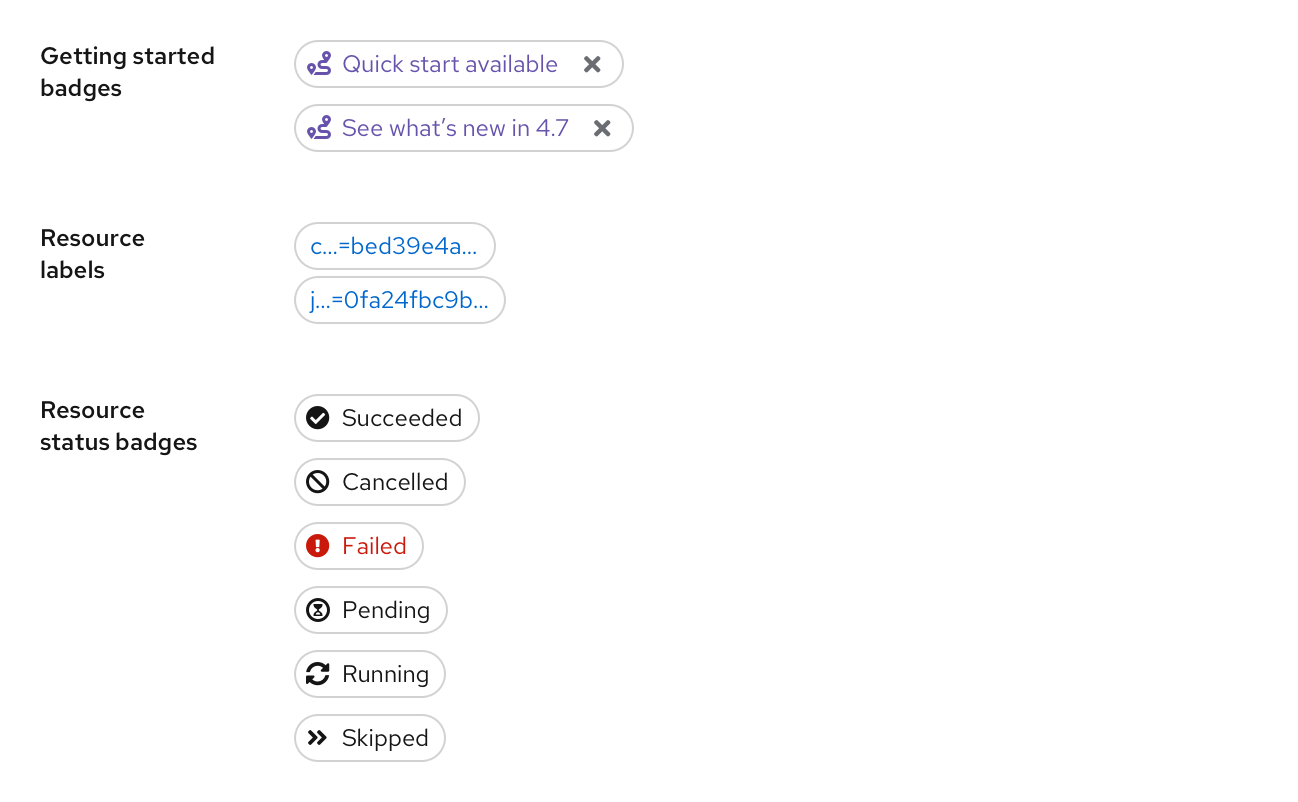 Getting started
badges
Quick start available
See what’s new in 4.7
Resource
labels
c...=bed39e4a...
j...=0fa24fbc9b...
Resource
status badges
Succeeded
Cancelled
Failed
Pending
Running
Skipped